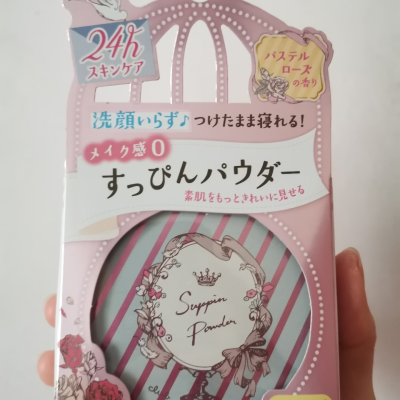 24h
スキンケア
パステル
ローズ
の香り
洗顔いらず♪つけたまま寝れる!
メイク感0
すっぴんパウダー
素肌をもっときれいに見せる
Suppin
Powder